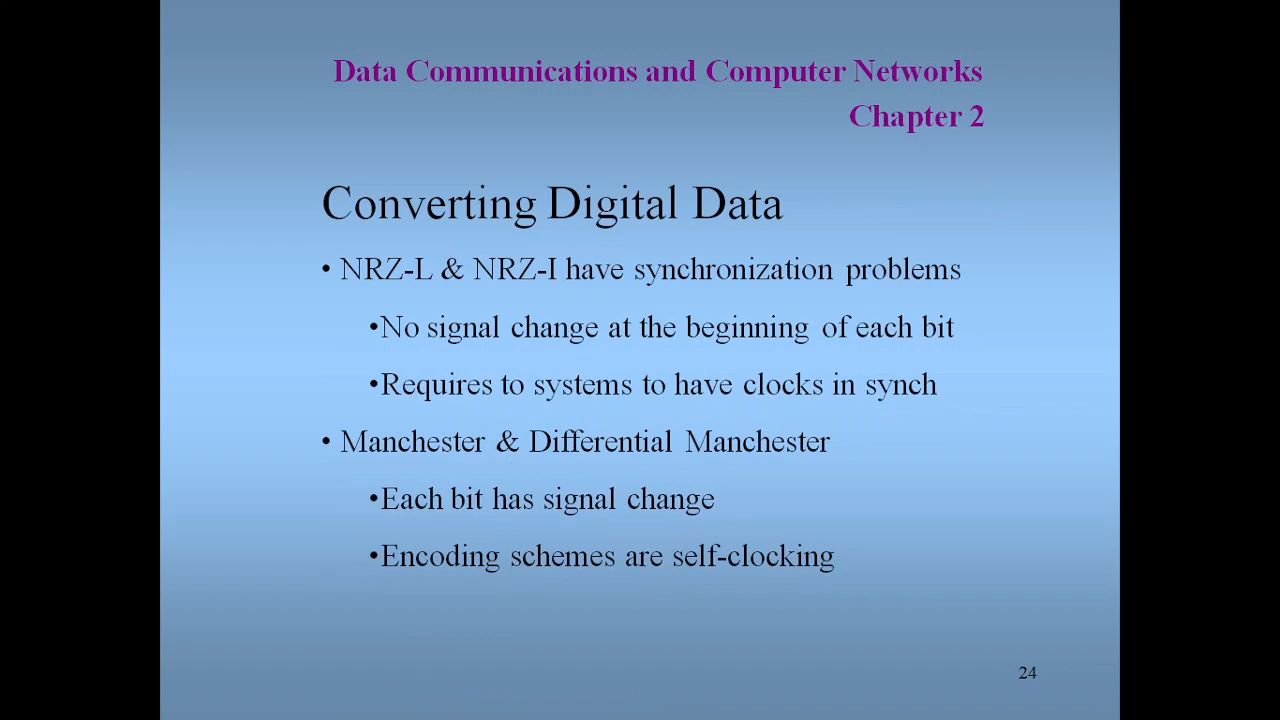 Data Communications and Computer Networks
Chapter 2
Converting Digital Data
• NRZ-L & NRZ-I have synchronization problems
•No signal change at the beginning of each bit
•Requires to systems to have clocks in synch
• Manchester & Differential Manchester
•Each bit has signal change
•Encoding schemes are self-clocking
24